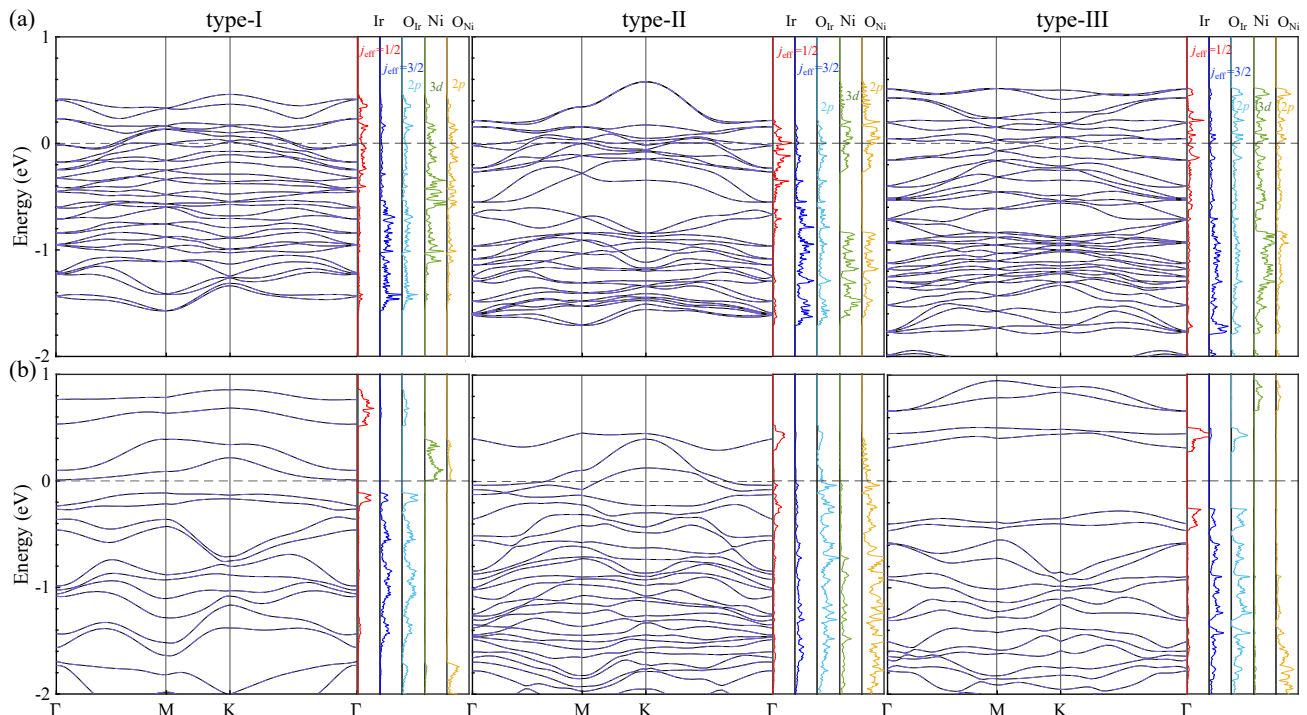 (a) type-I Ir O_Ir Ni O_Ni type-II Ir O_Ir Ni O_Ni type-III Ir O_Ir Ni O_Ni
1 j_eff=1/2 j_eff=1/2 j_eff=1/2
j_eff=3/2 j_eff=3/2 j_eff=3/2
2p 3d 2p 2p 3d 2p 2p 3d 2p
0
Energy (eV)
-1
-2
(b)
1
0
Energy (eV)
-1
-2
Γ M K Γ M K Γ Γ M K Γ